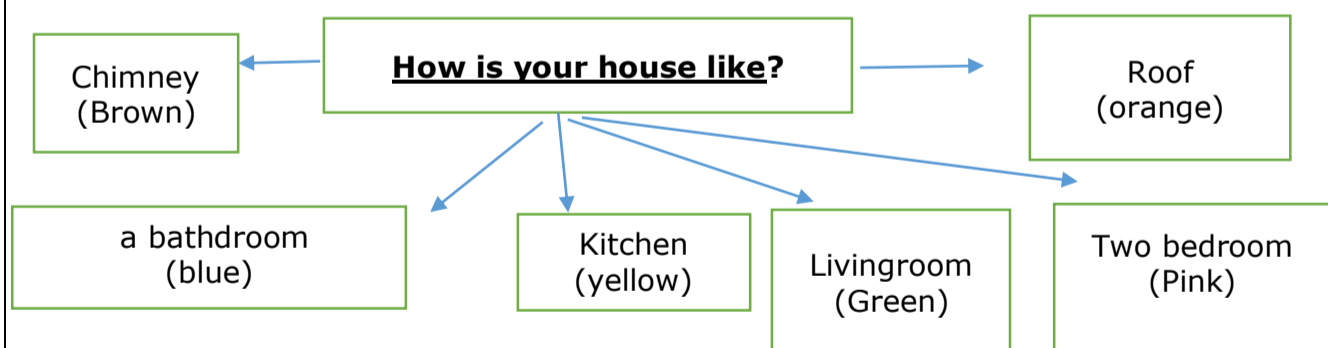 How is your house like?
Chimney
(Brown)
Roof
(orange)
a bathdroom
(blue)
Kitchen
(yellow)
Livingroom
(Green)
Two bedroom
(Pink)